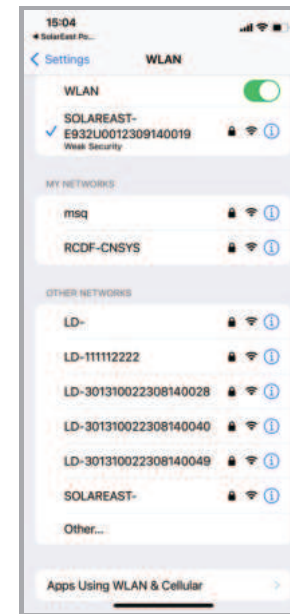 15:04
SolarEast Po...
Settings
WLAN
WLAN
SOLAREAST-
E932U0012309140019
Weak Security
MY NETWORKS
msq
RCDF-CNSYS
OTHER NETWORKS
LD-
LD-111112222
LD-301310022308140028
LD-301310022308140040
LD-301310022308140049
SOLAREAST-
Other...
Apps Using WLAN & Cellular